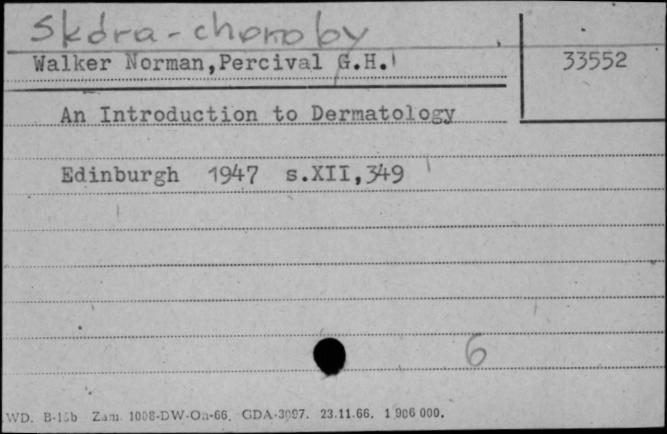 Skóra - choroby
Walker Norman,Percival G.H.
33552
An Introduction to Dermatology
Edinburgh 1947 s.XII,349
6
WD. B-15b Zam. 1008-DW-On-66. GDA-3097. 23.11.66. 1 906 000.